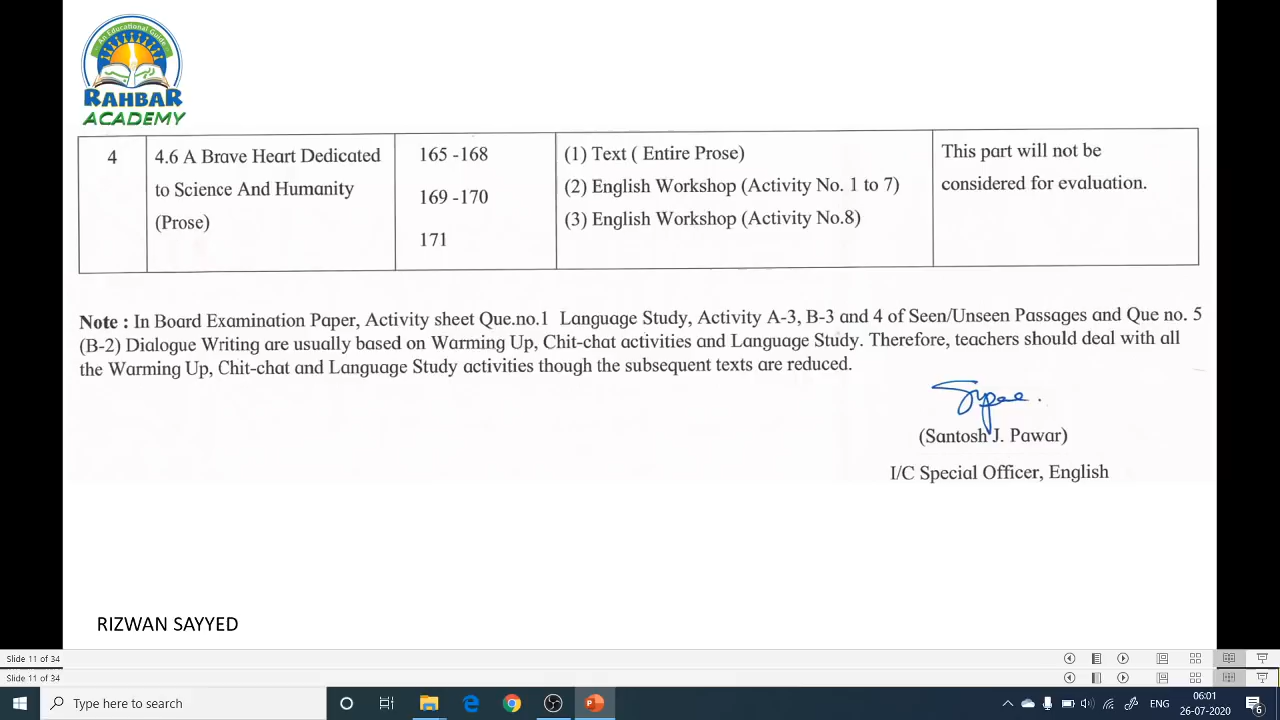 An Educational Guide
RAHBAR
ACADEMY
4
4.6 A Brave Heart Dedicated
to Science And Humanity
(Prose)
165 -168
169 -170
171
(1) Text ( Entire Prose)
(2) English Workshop (Activity No. 1 to 7)
(3) English Workshop (Activity No.8)
This part will not be
considered for evaluation.
Note : In Board Examination Paper, Activity sheet Que.no.1 Language Study, Activity A-3, B-3 and 4 of Seen/Unseen Passages and Que no. 5
(B-2) Dialogue Writing are usually based on Warming Up, Chit-chat activities and Language Study. Therefore, teachers should deal with all
the Warming Up, Chit-chat and Language Study activities though the subsequent texts are reduced.
(Santosh J. Pawar)
I/C Special Officer, English
RIZWAN SAYYED
Slide 11 of 34
Slide 11 of 34
Type here to search
ENG
06:01
26-07-2020
6